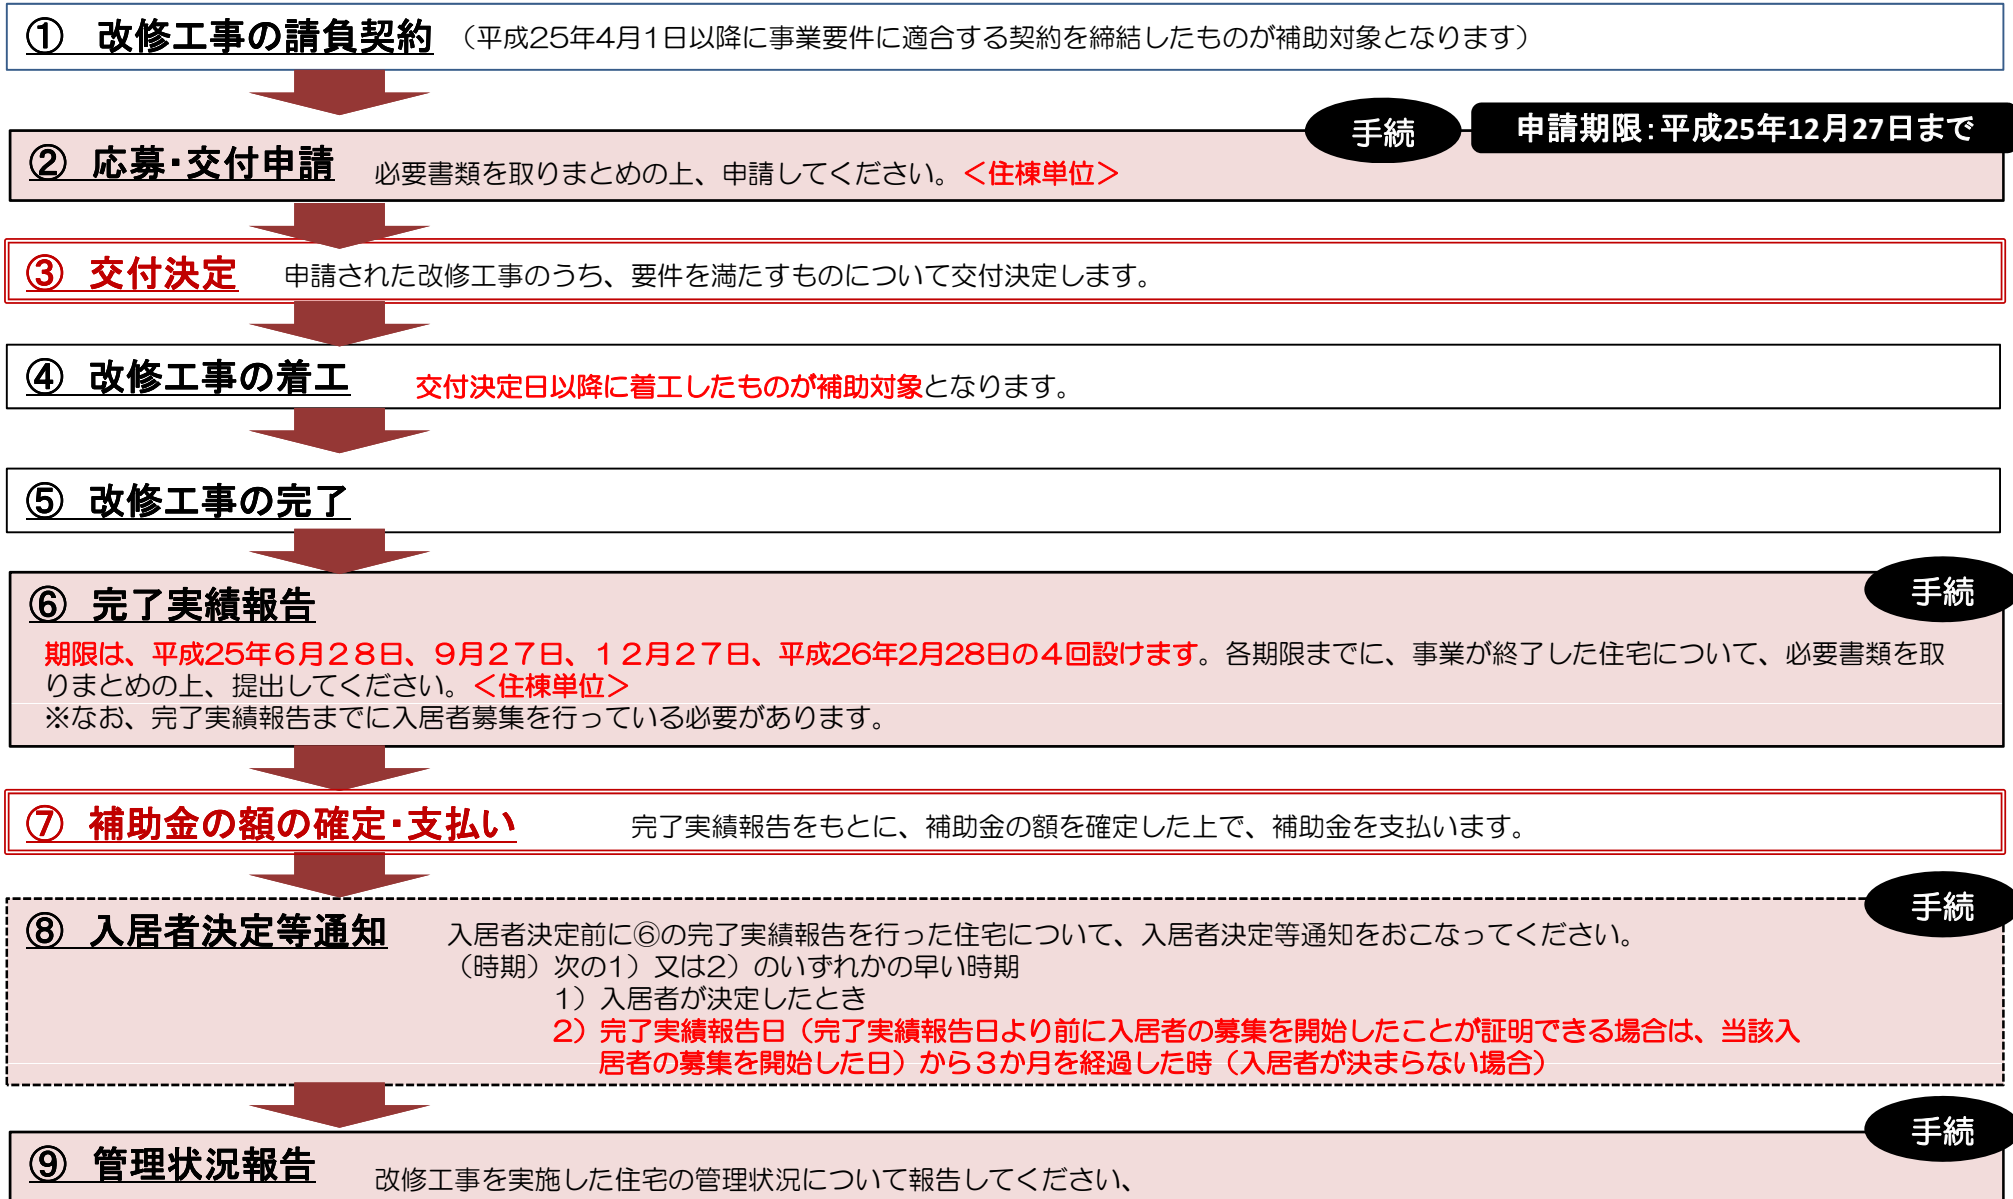 ① 改修工事の請負契約 （平成25年4月1日以降に事業要件に適合する契約を締結したものが補助対象となります）
手続 申請期限：平成25年12月27日まで
② 応募・交付申請 必要書類を取りまとめの上、申請してください。＜住棟単位＞
③ 交付決定 申請された改修工事のうち、要件を満たすものについて交付決定します。
④ 改修工事の着工 交付決定日以降に着工したものが補助対象となります。
⑤ 改修工事の完了
手続
⑥ 完了実績報告
期限は、平成25年６月２８日、９月２７日、１２月２７日、平成26年2月28日の４回設けます。各期限までに、事業が終了した住宅について、必要書類を取
りまとめの上、提出してください。＜住棟単位＞
※なお、完了実績報告までに入居者募集を行っている必要があります。
⑦ 補助金の額の確定・支払い 完了実績報告をもとに、補助金の額を確定した上で、補助金を支払います。
手続
⑧ 入居者決定等通知 入居者決定前に⑥の完了実績報告を行った住宅について、入居者決定等通知をおこなってください。
（時期）次の1）又は2）のいずれかの早い時期
1）入居者が決定したとき
2）完了実績報告日（完了実績報告日より前に入居者の募集を開始したことが証明できる場合は、当該入
居者の募集を開始した日）から３か月を経過した時（入居者が決まらない場合）
手続
⑨ 管理状況報告 改修工事を実施した住宅の管理状況について報告してください、